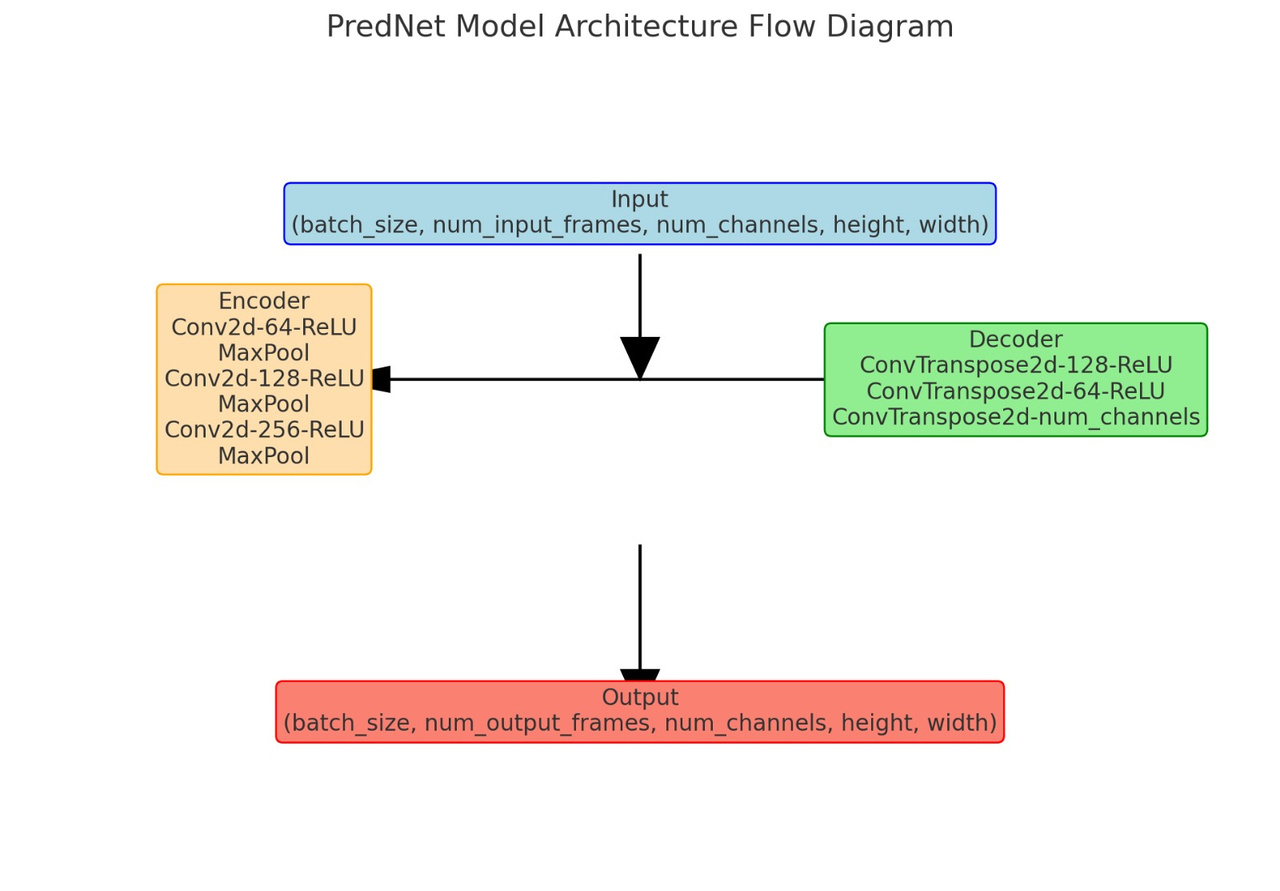 PredNet Model Architecture Flow Diagram
Input
(batch_size, num_input_frames, num_channels, height, width)
Encoder
Conv2d-64-ReLU
MaxPool
Conv2d-128-ReLU
MaxPool
Conv2d-256-ReLU
MaxPool
Decoder
ConvTranspose2d-128-ReLU
ConvTranspose2d-64-ReLU
ConvTranspose2d-num_channels
Output
(batch_size, num_output_frames, num_channels, height, width)